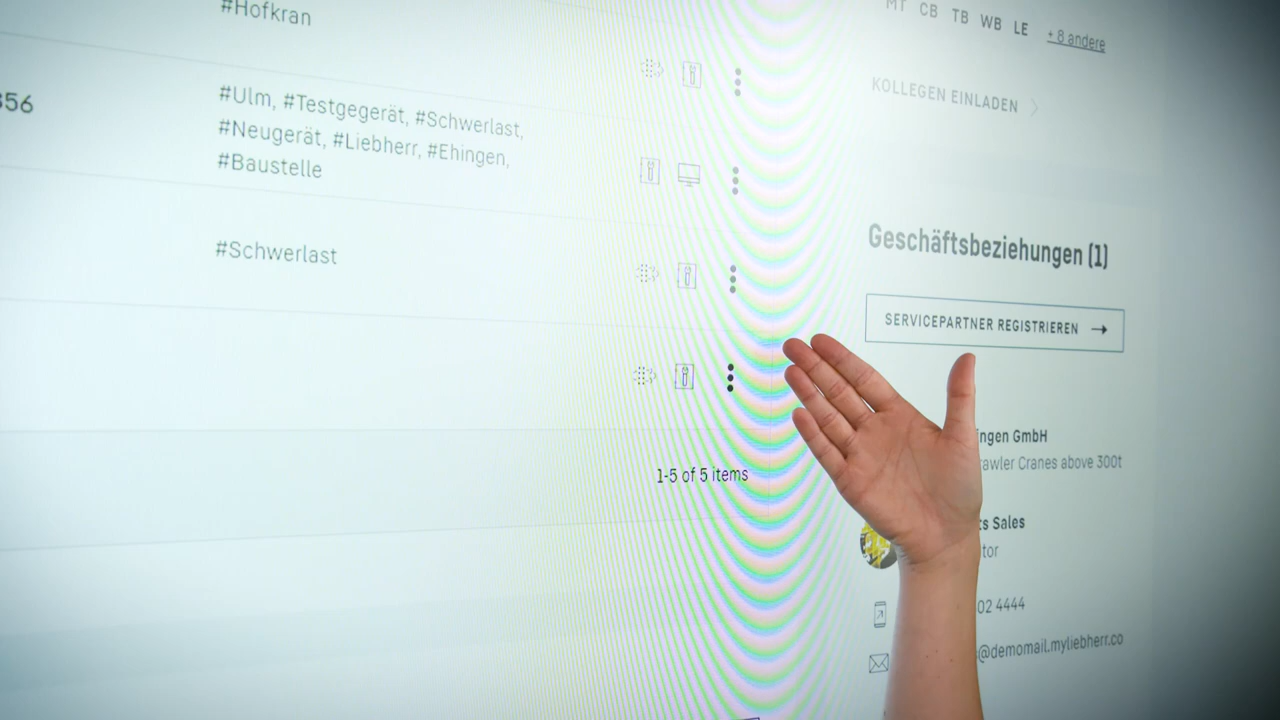 #Hofkran
356
#Ulm, #Testgegerät, #Schwerlast,
#Neugerät, #Liebherr, #Ehingen,
#Baustelle
#Schwerlast
1-5 of 5 items
MT CB TB WB LE + 8 andere
KOLLEGEN EINLADEN
Geschäftsbeziehungen (1)
SERVICEPARTNER REGISTRIEREN
ingen GmbH
rawler Cranes above 300t
ts Sales
tor
02 4444
@demomail.myliebherr.co